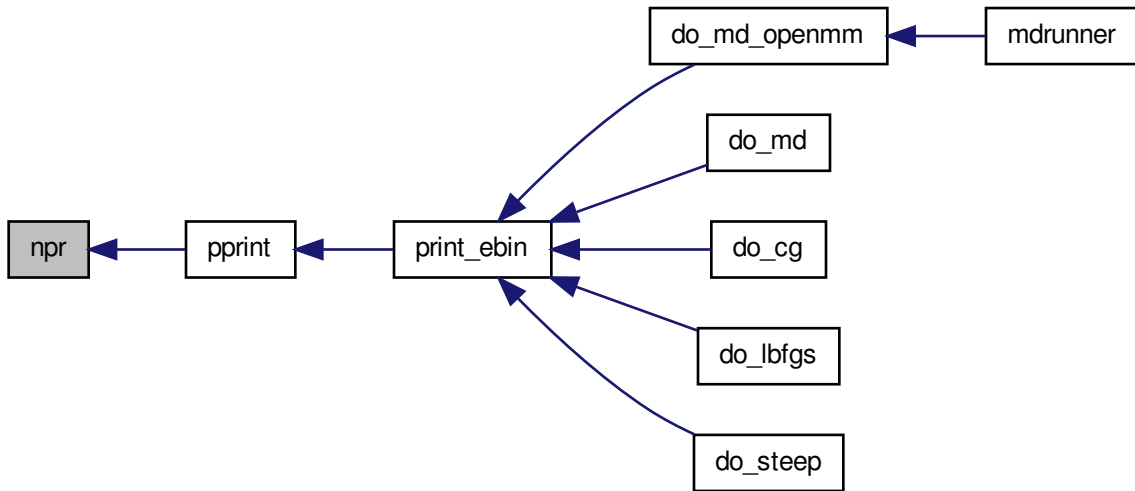 do_md_openmm
mdrunner
do_md
npr
pprint
print_ebin
do_cg
do_lbfgs
do_steep